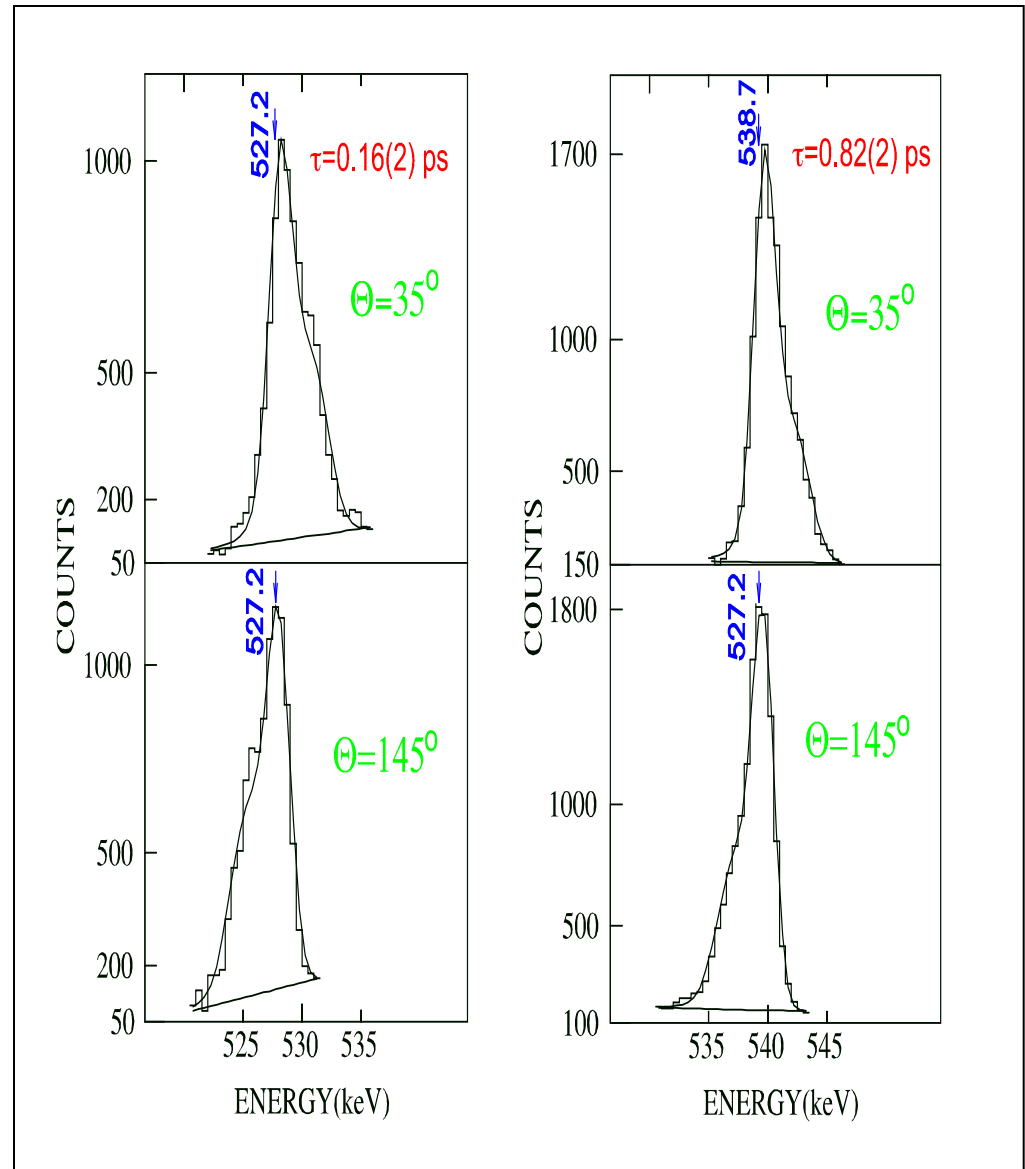 527.2
τ=0.16(2) ps
Θ=35°
1000
500
200
50
538.7
τ=0.82(2) ps
Θ=35°
1700
1000
500
150
COUNTS
527.2
Θ=145°
1000
500
200
50
525 530 535
ENERGY(keV)
COUNTS
527.2
Θ=145°
1800
1000
500
100
535 540 545
ENERGY(keV)